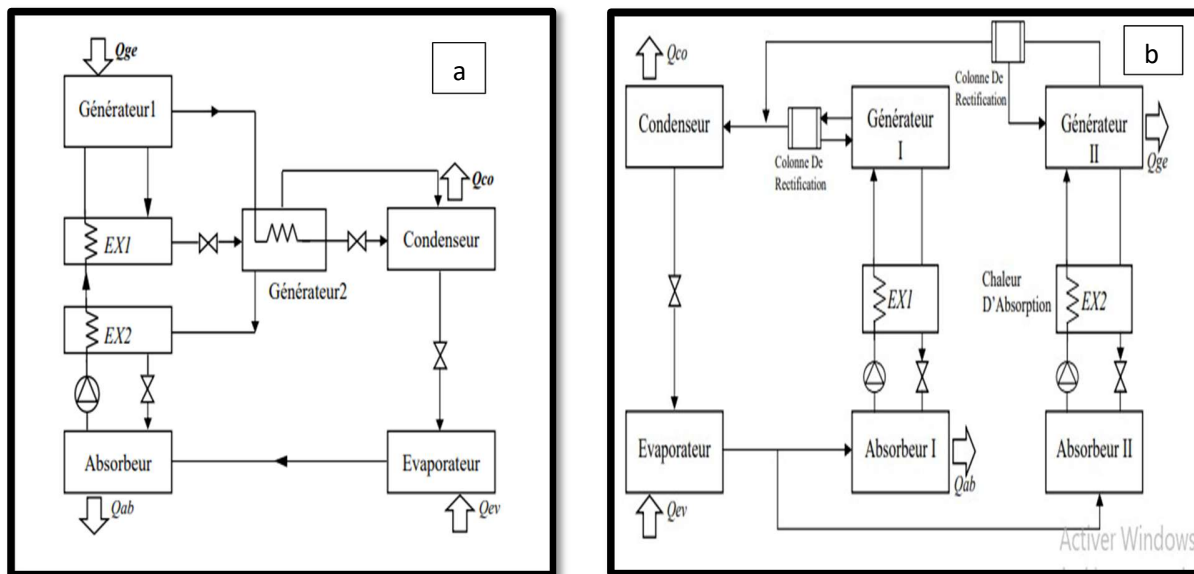 a
Qge
Générateur1
Qco
EX1
Condenseur
Générateur2
EX2
Absorbeur
Evaporateur
Qab
Qev
b
Qco
Colonne De
Rectification
Condenseur
Générateur
I
Générateur
II
Colonne De
Rectification
Qge
EX1
Chaleur
D'Absorption
EX2
Evaporateur
Absorbeur I
Absorbeur II
Qab
Qev
Activer Windows